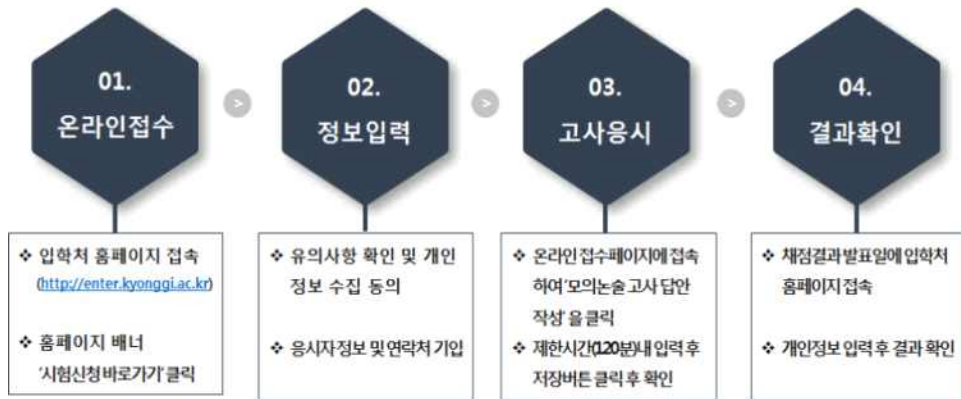 01.
온라인접수
>
02.
정보입력
>
03.
고사응시
>
04.
결과확인
❖ 입학처 홈페이지 접속
(http://enter.kyonggi.ac.kr)
❖ 홈페이지 배너
‘시험신청 바로가기’ 클릭
❖ 유의사항 확인 및 개인
정보 수집 동의
❖ 응시자정보 및 연락처 기입
❖ 온라인 접수페이지에 접속
하여 ‘모의논술 고사 답안
작성’ 을 클릭
❖ 제한시간(120분)내 입력 후
저장버튼 클릭 후 확인
❖ 채점결과 발표일에 입학처
홈페이지 접속
❖ 개인정보 입력 후 결과 확인